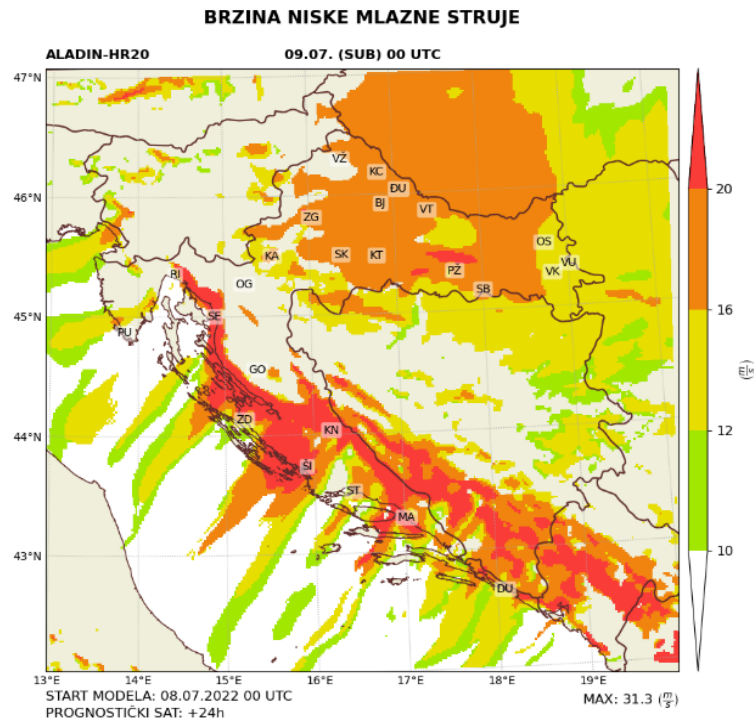 BRZINA NISKE MLAZNE STRUJE
ALADIN-HR20 09.07. (SUB) 00 UTC
47°N
46°N
45°N
44°N
43°N
13°E 14°E 15°E 16°E 17°E 18°E 19°E
VŽ
KC
DU
BJ
VT
ZG
KA
SK
KT
PŽ
SB
OS
VU
VK
RI
OG
SE
PU
GO
ZD
KN
SI
ST
MA
DU
20
16
12
10
(m/s)
START MODELA: 08.07.2022 00 UTC
PROGNOSTIČKI SAT: +24h
MAX: 31.3 (m/s)